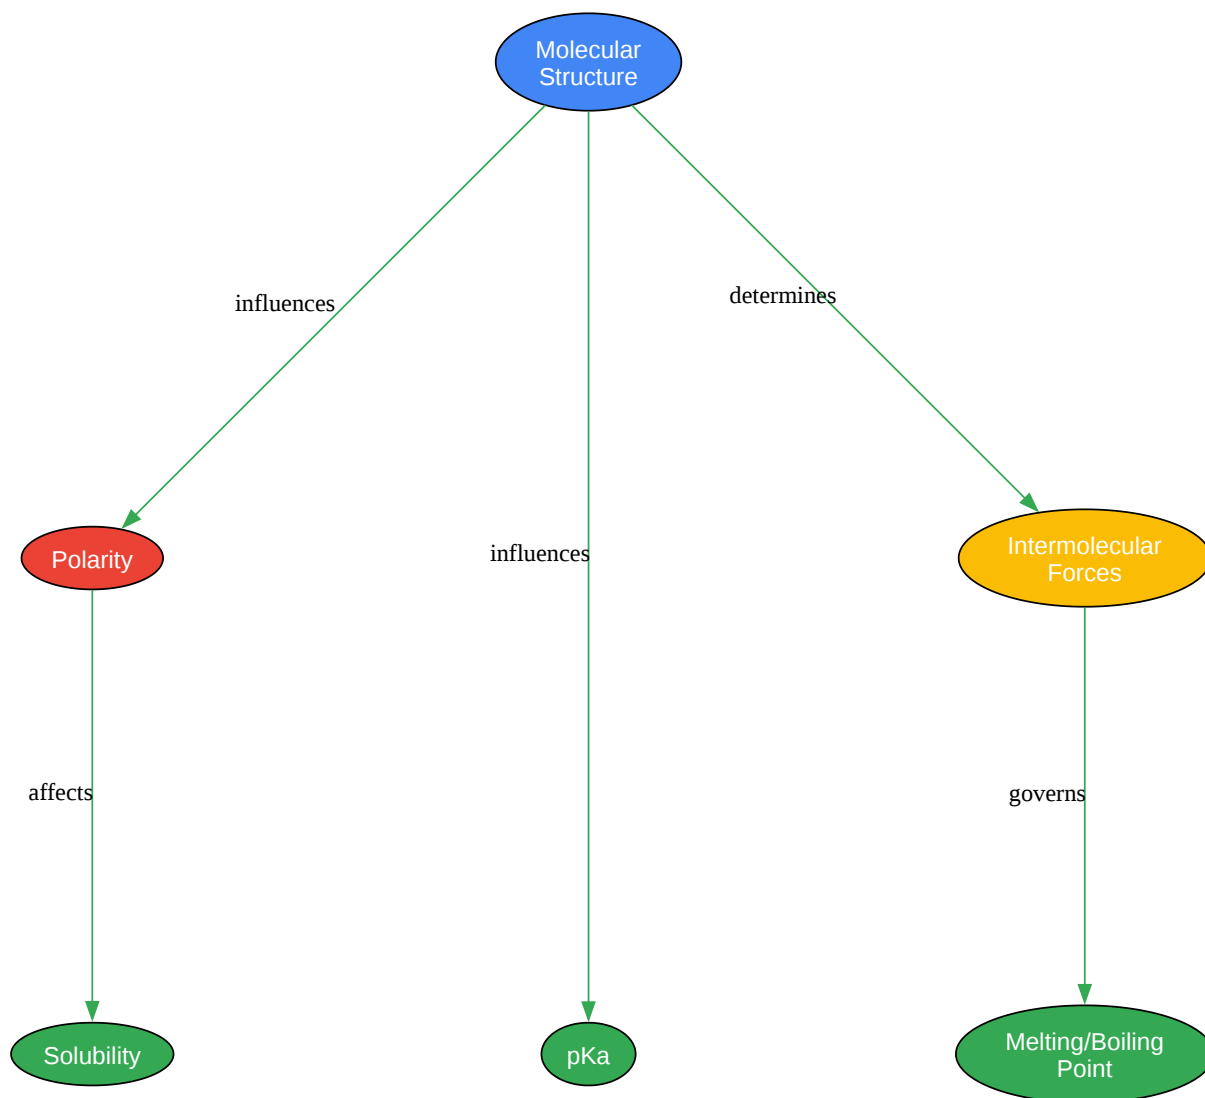 Molecular
Structure
influences
determines
influences
Polarity
Intermolecular
Forces
affects
governs
Solubility
pKa
Melting/Boiling
Point